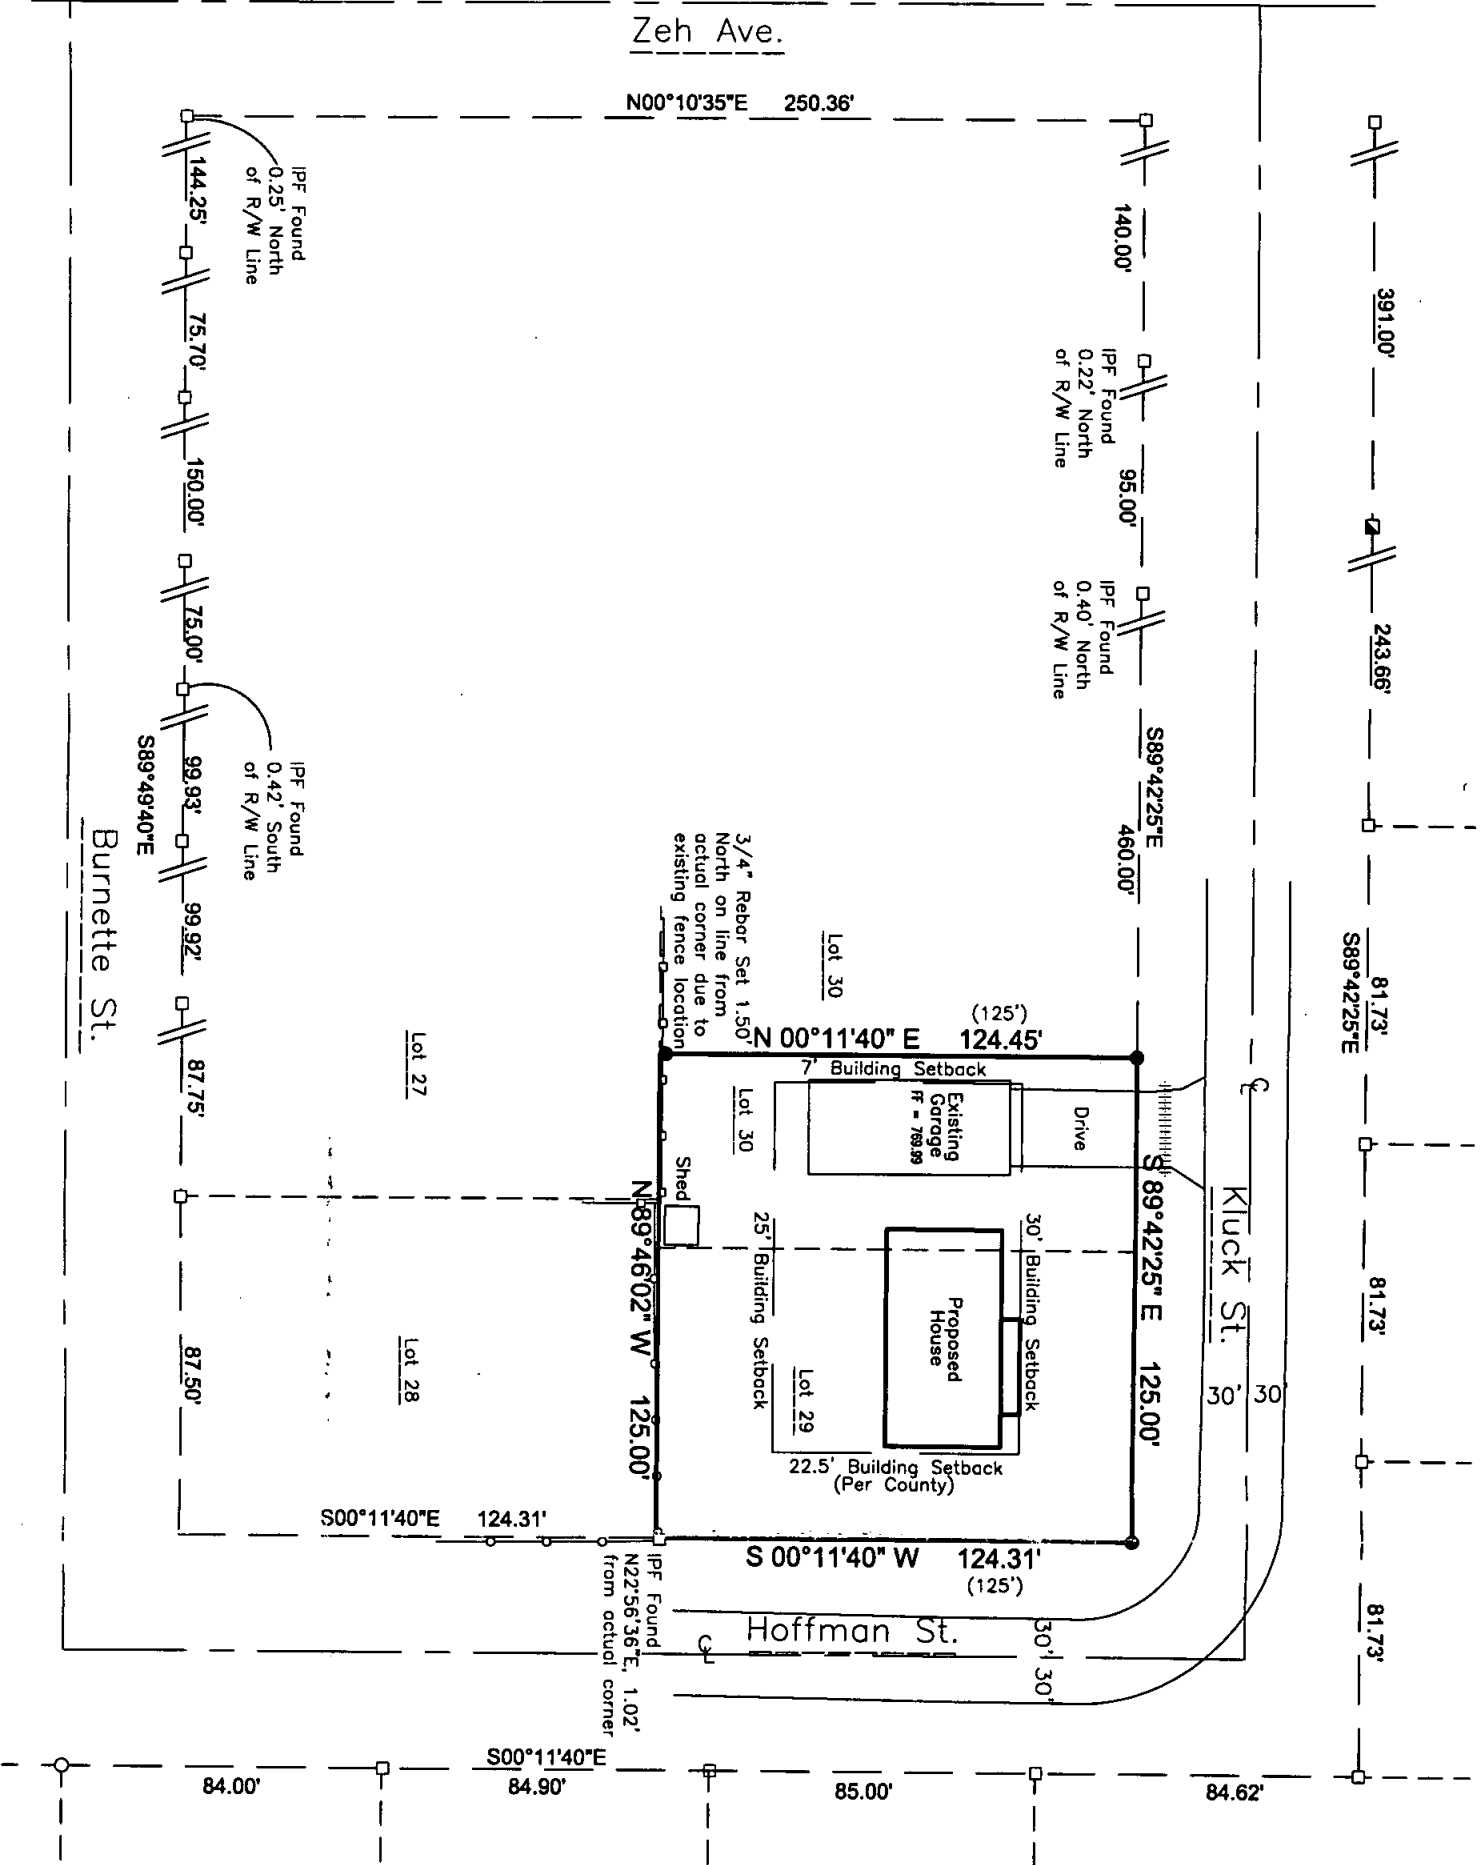 Zeh Ave.
N00°10'35"E 250.36'
IPF Found
0.25' North
of R/W Line
144.25'
75.70'
150.00'
75.00'
99.93'
S89°49'40"E
99.92'
87.75'
87.50'
IPF Found
0.42' South
of R/W Line
Burnette St.
140.00'
IPF Found
0.22' North
of R/W Line
95.00'
IPF Found
0.40' North
of R/W Line
S89°42'25"E
460.00'
391.00'
243.66'
81.73'
S89°42'25"E
81.73'
81.73'
3/4" Rebar Set 1.50'
North on line from
actual corner due to
existing fence location
Lot 30
(125')
N 00°11'40" E 124.45'
7' Building Setback
Existing
Garage
FF = 769.99
Drive
Lot 30
Shed
Lot 27
Lot 28
N 89°46'02" W 125.00'
25' Building Setback
30' Building Setback
Proposed
House
Lot 29
22.5' Building Setback
(Per County)
S 89°42'25" E 125.00'
Kluck St.
30' 30'
CL
S00°11'40"E 124.31'
S 00°11'40" W 124.31'
(125')
IPF Found
N22°56'36"E, 1.02'
from actual corner
Hoffman St.
CL
30' 30'
S00°11'40"E
84.00'
84.90'
85.00'
84.62'